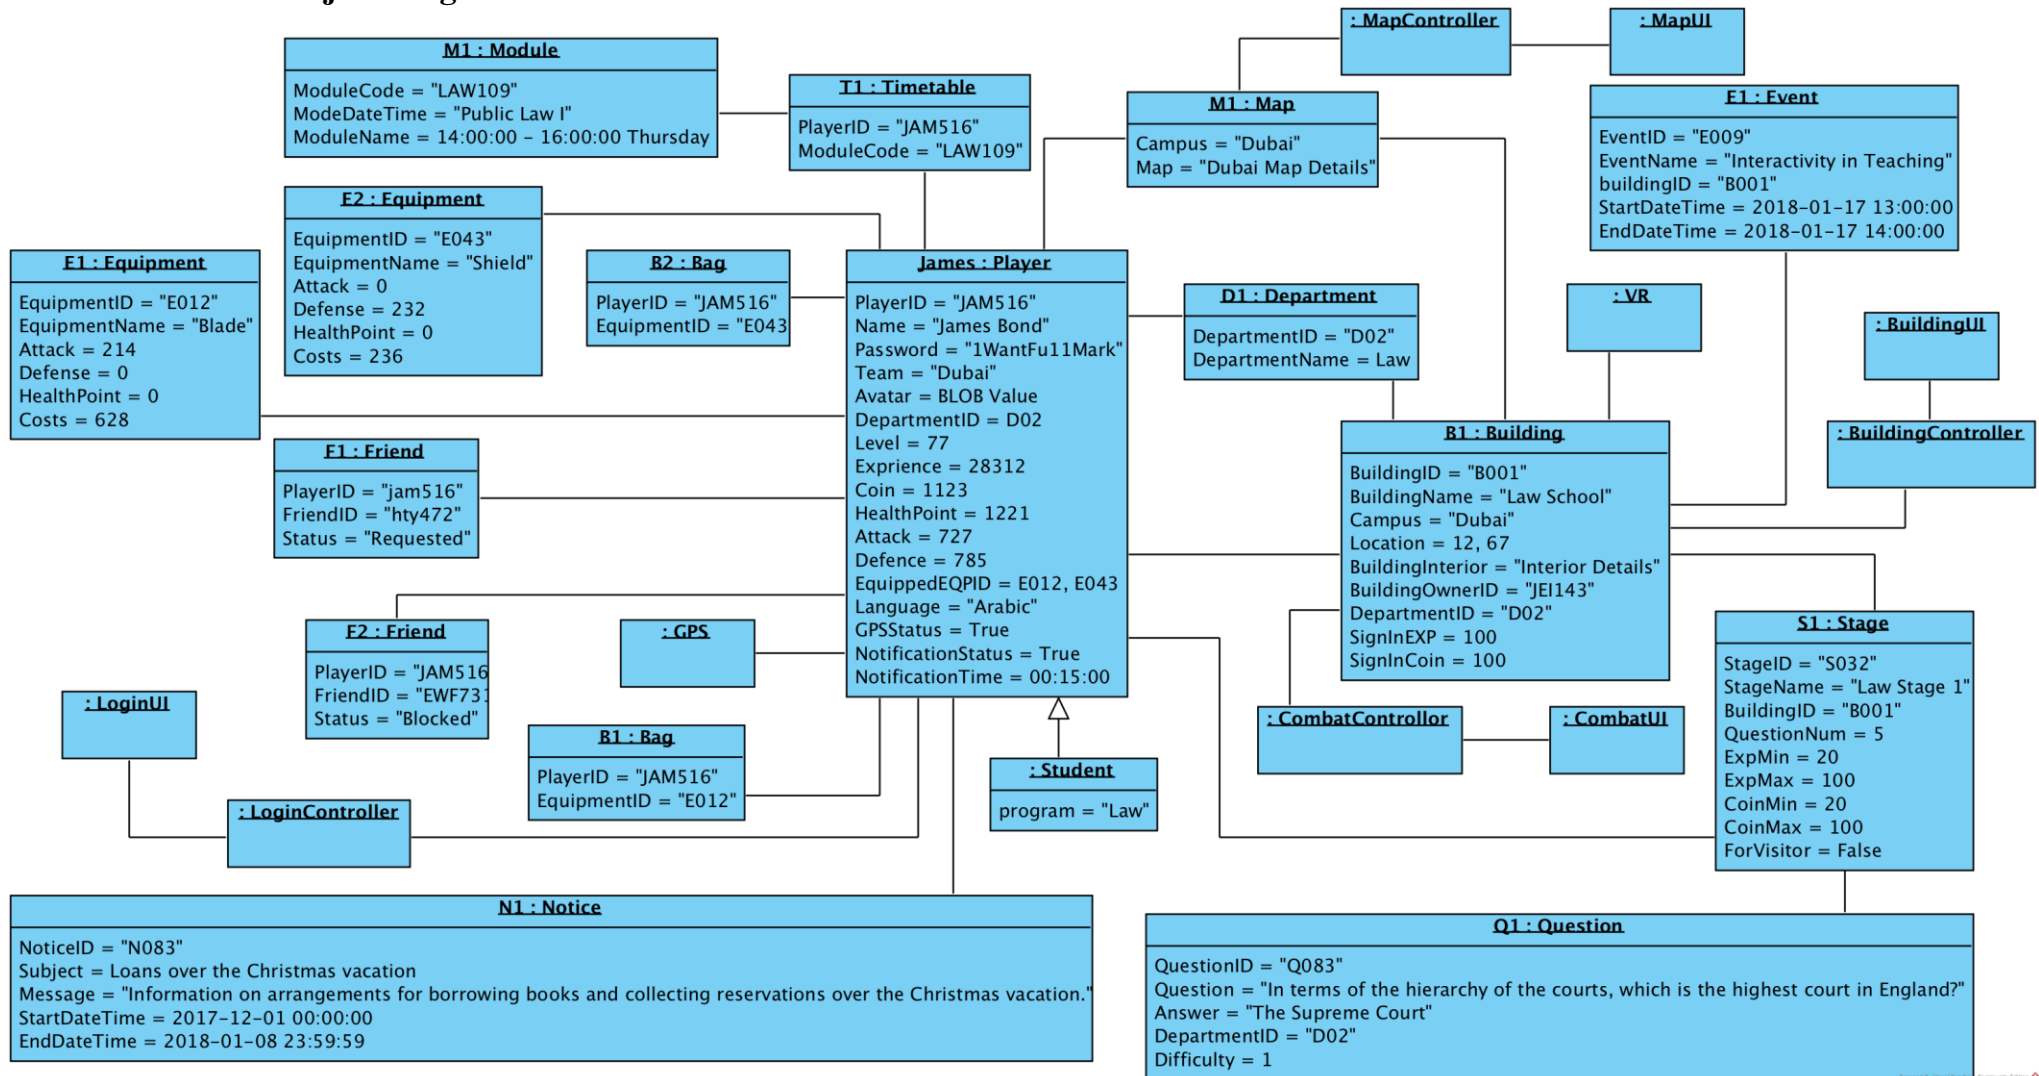 : MapController
: MapUI
M1 : Module
ModuleCode = "LAW109"
ModeDateTime = "Public Law I"
ModuleName = 14:00:00 - 16:00:00 Thursday
T1 : Timetable
PlayerID = "JAM516"
ModuleCode = "LAW109"
M1 : Map
Campus = "Dubai"
Map = "Dubai Map Details"
E1 : Event
EventID = "E009"
EventName = "Interactivity in Teaching"
buildingID = "B001"
StartDateTime = 2018-01-17 13:00:00
EndDateTime = 2018-01-17 14:00:00
E2 : Equipment
EquipmentID = "E043"
EquipmentName = "Shield"
Attack = 0
Defense = 232
HealthPoint = 0
Costs = 236
E1 : Equipment
EquipmentID = "E012"
EquipmentName = "Blade"
Attack = 214
Defense = 0
HealthPoint = 0
Costs = 628
B2 : Bag
PlayerID = "JAM516"
EquipmentID = "E043
James : Player
PlayerID = "JAM516"
Name = "James Bond"
Password = "1WantFu11Mark"
Team = "Dubai"
Avatar = BLOB Value
DepartmentID = D02
Level = 77
Exprience = 28312
Coin = 1123
HealthPoint = 1221
Attack = 727
Defence = 785
EquippedEQPID = E012, E043
Language = "Arabic"
GPSStatus = True
NotificationStatus = True
NotificationTime = 00:15:00
D1 : Department
DepartmentID = "D02"
DepartmentName = Law
: VR
: BuildingUI
: BuildingController
B1 : Building
BuildingID = "B001"
BuildingName = "Law School"
Campus = "Dubai"
Location = 12, 67
BuildingInterior = "Interior Details"
BuildingOwnerID = "JEI143"
DepartmentID = "D02"
SignInEXP = 100
SignInCoin = 100
F1 : Friend
PlayerID = "jam516"
FriendID = "hty472"
Status = "Requested"
F2 : Friend
PlayerID = "JAM516
FriendID = "EWF731
Status = "Blocked"
: GPS
S1 : Stage
StageID = "S032"
StageName = "Law Stage 1"
BuildingID = "B001"
QuestionNum = 5
ExpMin = 20
ExpMax = 100
CoinMin = 20
CoinMax = 100
ForVisitor = False
: LoginUI
: LoginController
B1 : Bag
PlayerID = "JAM516"
EquipmentID = "E012"
: Student
program = "Law"
: CombatControllor
: CombatUI
N1 : Notice
NoticeID = "N083"
Subject = Loans over the Christmas vacation
Message = "Information on arrangements for borrowing books and collecting reservations over the Christmas vacation."
StartDateTime = 2017-12-01 00:00:00
EndDateTime = 2018-01-08 23:59:59
Q1 : Question
QuestionID = "Q083"
Question = "In terms of the hierarchy of the courts, which is the highest court in England?"
Answer = "The Supreme Court"
DepartmentID = "D02"
Difficulty = 1